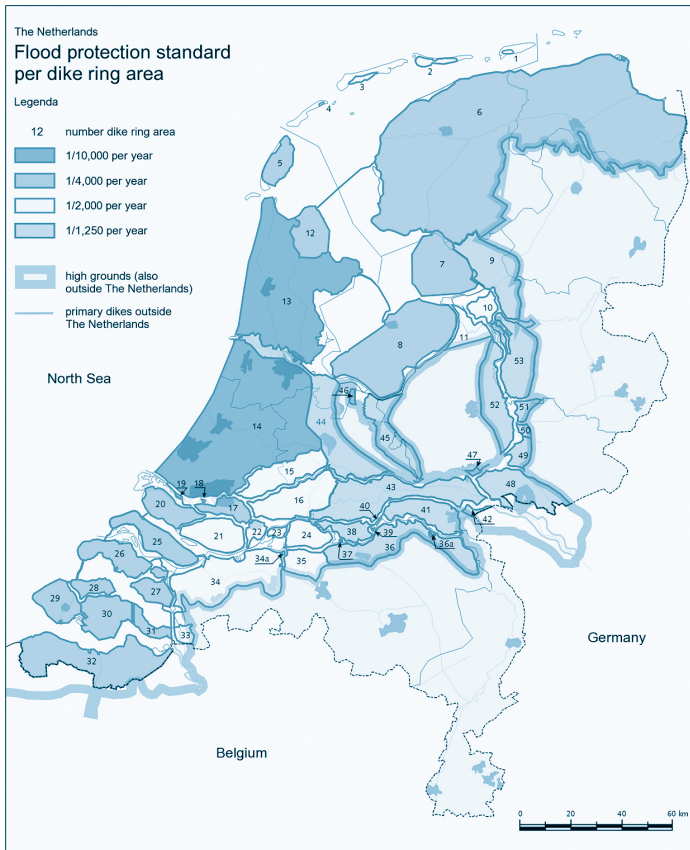 The Netherlands
Flood protection standard
per dike ring area
Legenda
12 number dike ring area
1/10,000 per year
1/4,000 per year
1/2,000 per year
1/1,250 per year
high grounds (also
outside The Netherlands)
primary dikes outside
The Netherlands
1
2
3
4
5
6
7
8
9
10
11
12
13
14
15
16
17
18
19
20
21
22
23
24
25
26
27
28
29
30
31
32
33
34
34a
35
36
36a
37
38
39
40
41
42
43
44
45
46
47
48
49
50
51
52
53
North Sea
Germany
Belgium
0 20 40 60 km